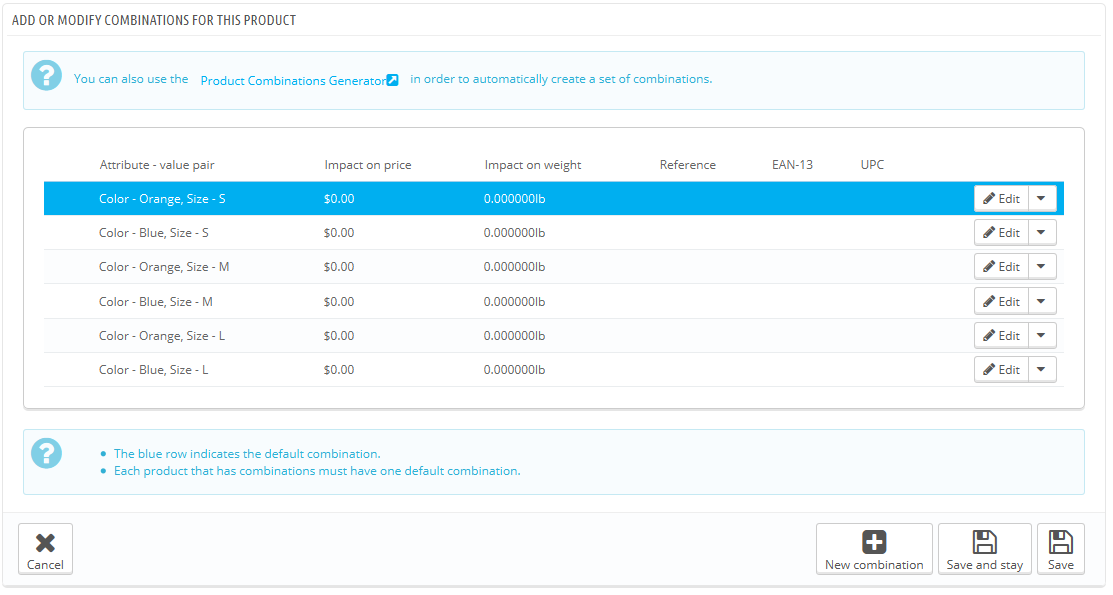 ADD OR MODIFY COMBINATIONS FOR THIS PRODUCT
You can also use the Product Combinations Generator in order to automatically create a set of combinations.
Attribute - value pair Impact on price Impact on weight Reference EAN-13 UPC
Color - Orange, Size - S $0.00 0.000000lb Edit
Color - Blue, Size - S $0.00 0.000000lb Edit
Color - Orange, Size - M $0.00 0.000000lb Edit
Color - Blue, Size - M $0.00 0.000000lb Edit
Color - Orange, Size - L $0.00 0.000000lb Edit
Color - Blue, Size - L $0.00 0.000000lb Edit
The blue row indicates the default combination.
Each product that has combinations must have one default combination.
Cancel New combination Save and stay Save